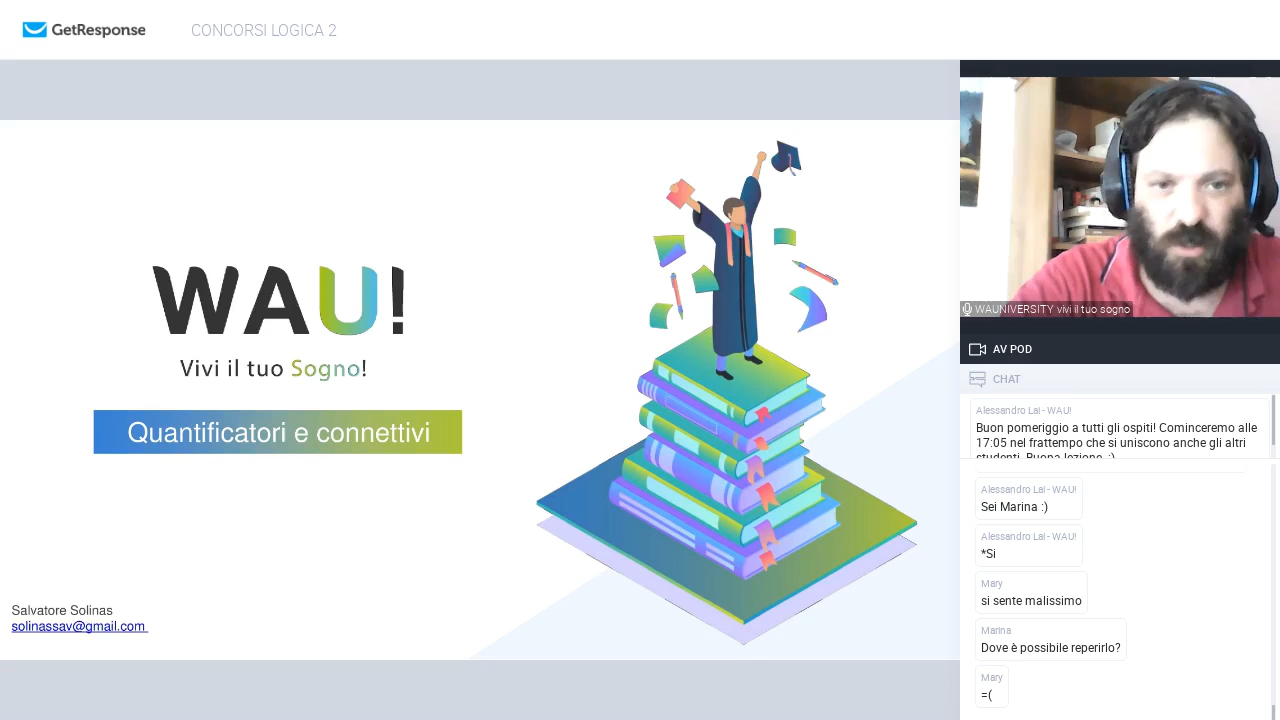 GetResponse
CONCORSI LOGICA 2
WAU!
Vivi il tuo Sogno!
Quantificatori e connettivi
Salvatore Solinas
solinassav@gmail.com
WAUNIVERSITY vivi il tuo sogno
AV POD
CHAT
Alessandro Lai - WAU!
Buon pomeriggio a tutti gli ospiti! Cominceremo alle
17:05 nel frattempo che si uniscono anche gli altri
studenti. Buona lezione :)
Alessandro Lai - WAU!
Sei Marina :)
Alessandro Lai - WAU!
*Si
Mary
si sente malissimo
Marina
Dove è possibile reperirlo?
Mary
=(